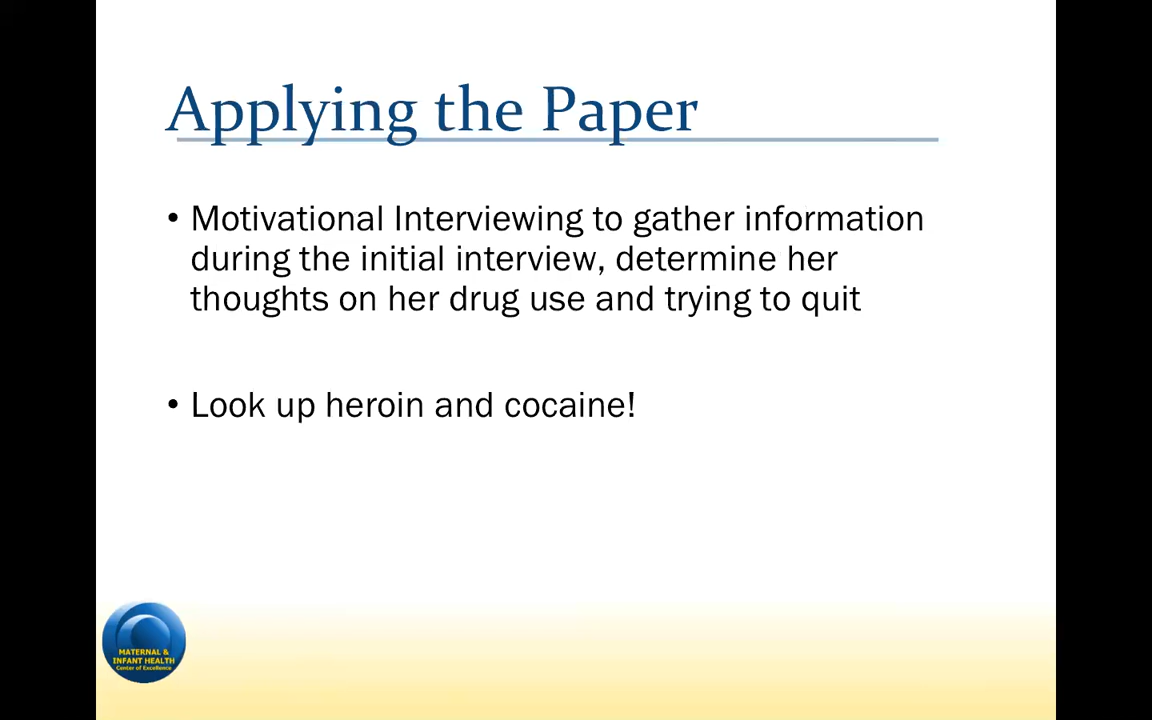 Applying the Paper
• Motivational Interviewing to gather information
during the initial interview, determine her
thoughts on her drug use and trying to quit
• Look up heroin and cocaine!
MATERNAL &
INFANT HEALTH
Center of Excellence